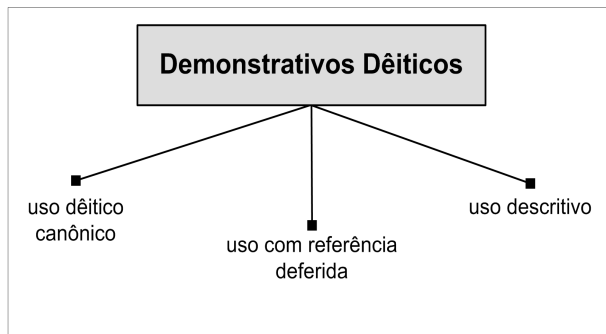 Demonstrativos Dêiticos
uso dêitico
canônico
uso com referência
deferida
uso descritivo